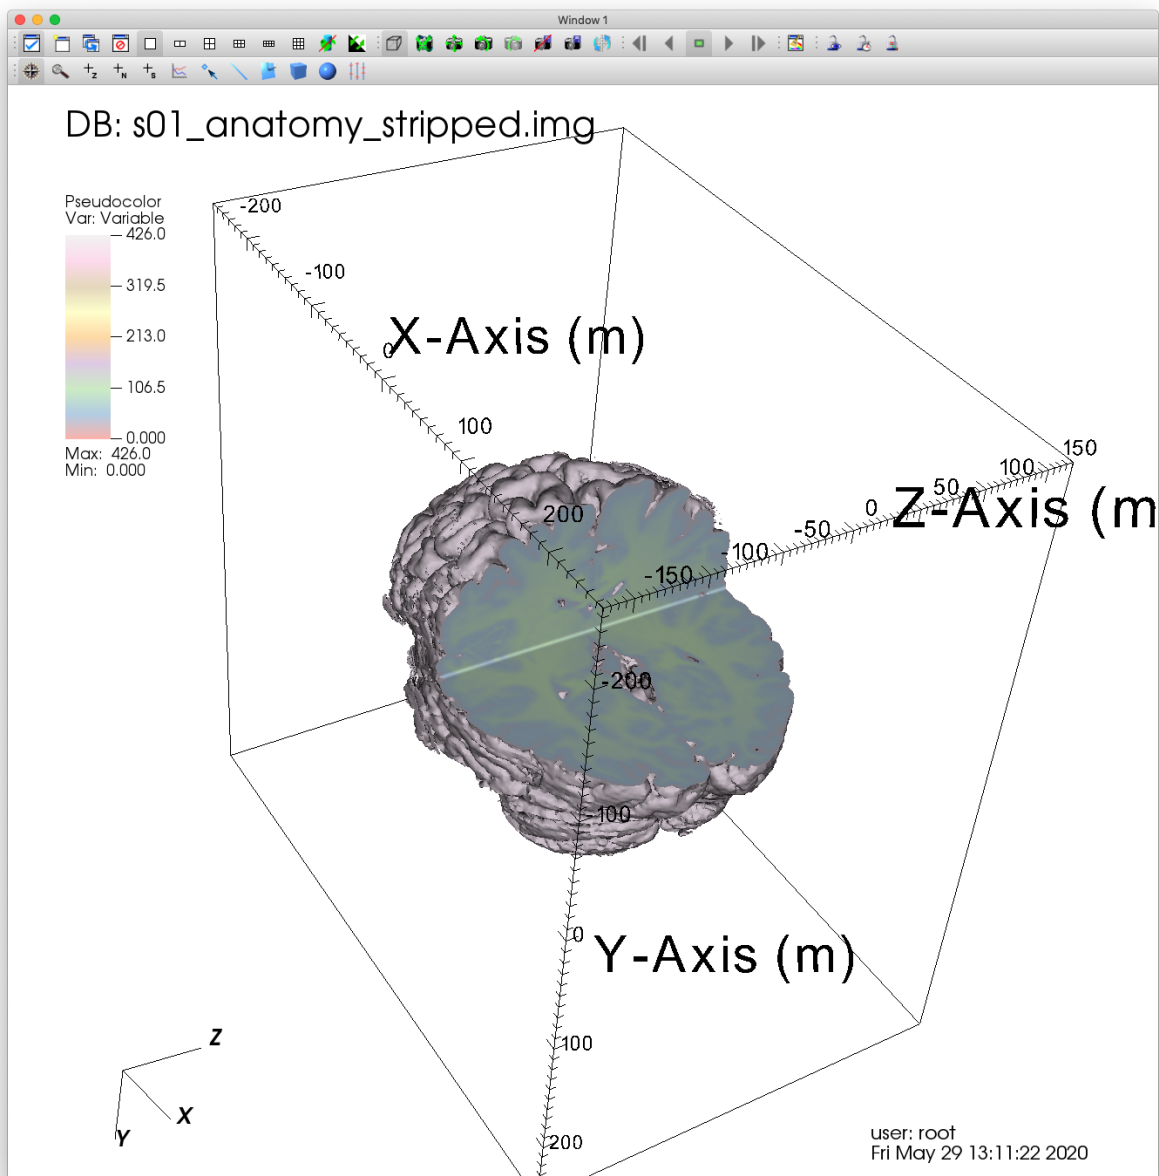 Window 1
DB: s01_anatomy_stripped.img
Pseudocolor
Var: Variable
426.0
319.5
213.0
106.5
0.000
Max: 426.0
Min: 0.000
-200
-100
0
X-Axis (m)
100
200
150
100
50
Z-Axis (m
0
-50
-100
-150
-200
-100
0
Y-Axis (m)
100
200
Z
X
Y
user: root
Fri May 29 13:11:22 2020